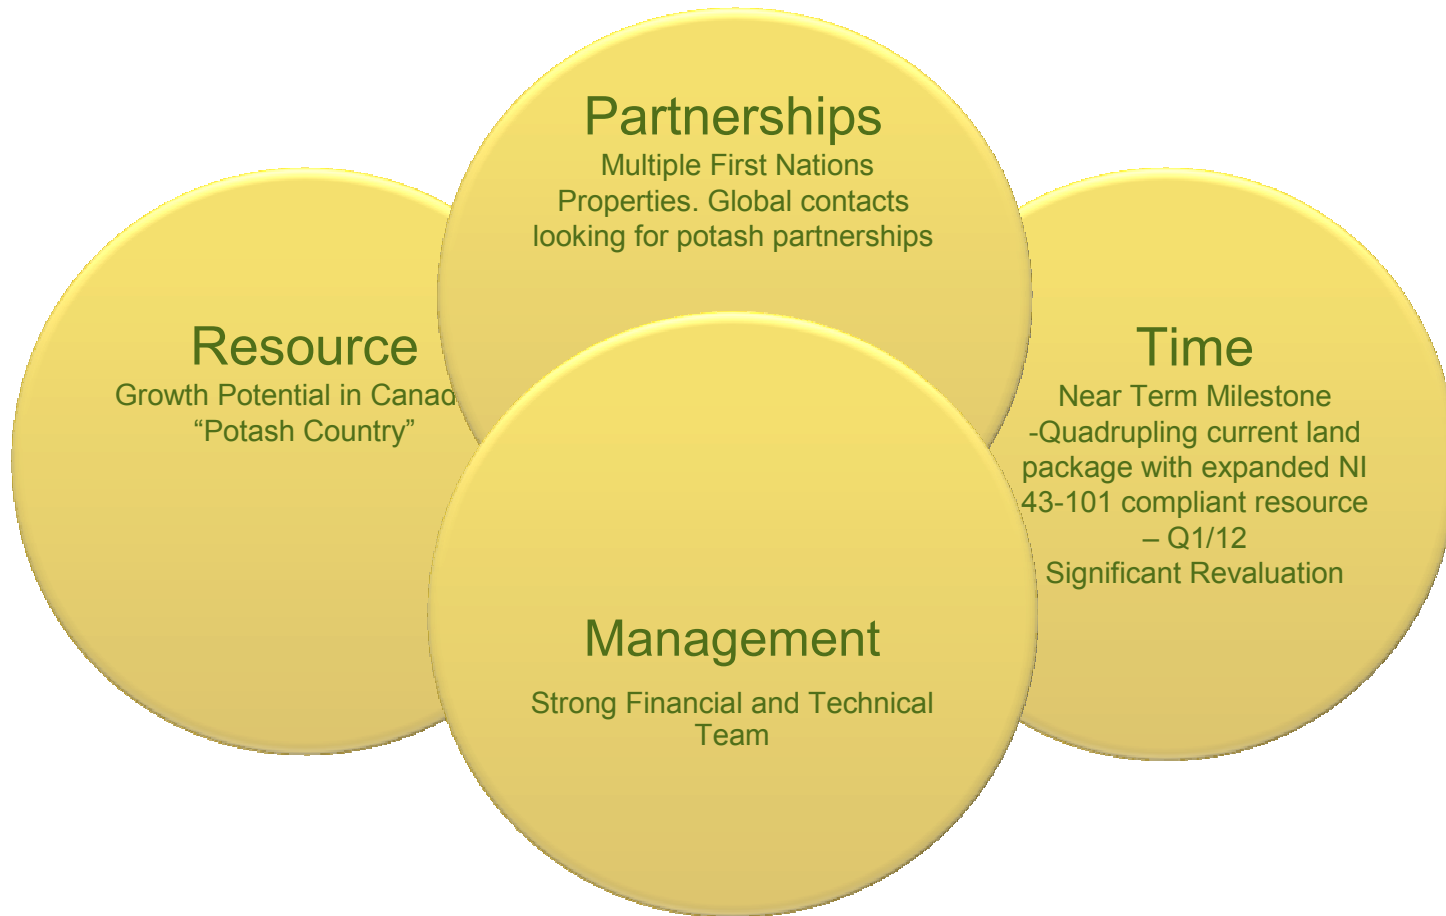 Partnerships
Multiple First Nations
Properties. Global contacts
looking for potash partnerships
Resource
Growth Potential in Canad
“Potash Country”
Time
Near Term Milestone
-Quadrupling current land
package with expanded NI
43-101 compliant resource
– Q1/12
Significant Revaluation
Management
Strong Financial and Technical
Team